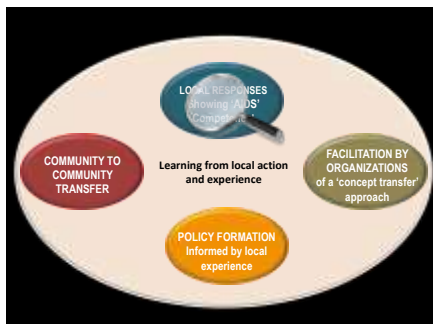 LOCAL RESPONSES
Showing 'AIDS'
COMMUNITY TO
COMMUNITY
TRANSFER
Learning from local action
and experience
FACILITATION BY
ORGANIZATIONS
of a 'concept transfer'
approach
POLICY FORMATION
Informed by local
experience